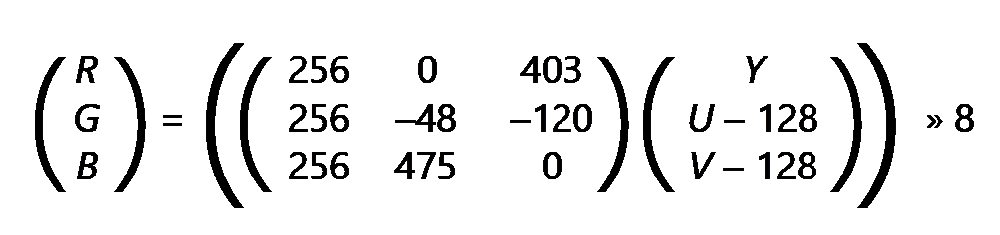 R 256 0 403 Y
G = 256 –48 –120 U – 128 » 8
B 256 475 0 V – 128